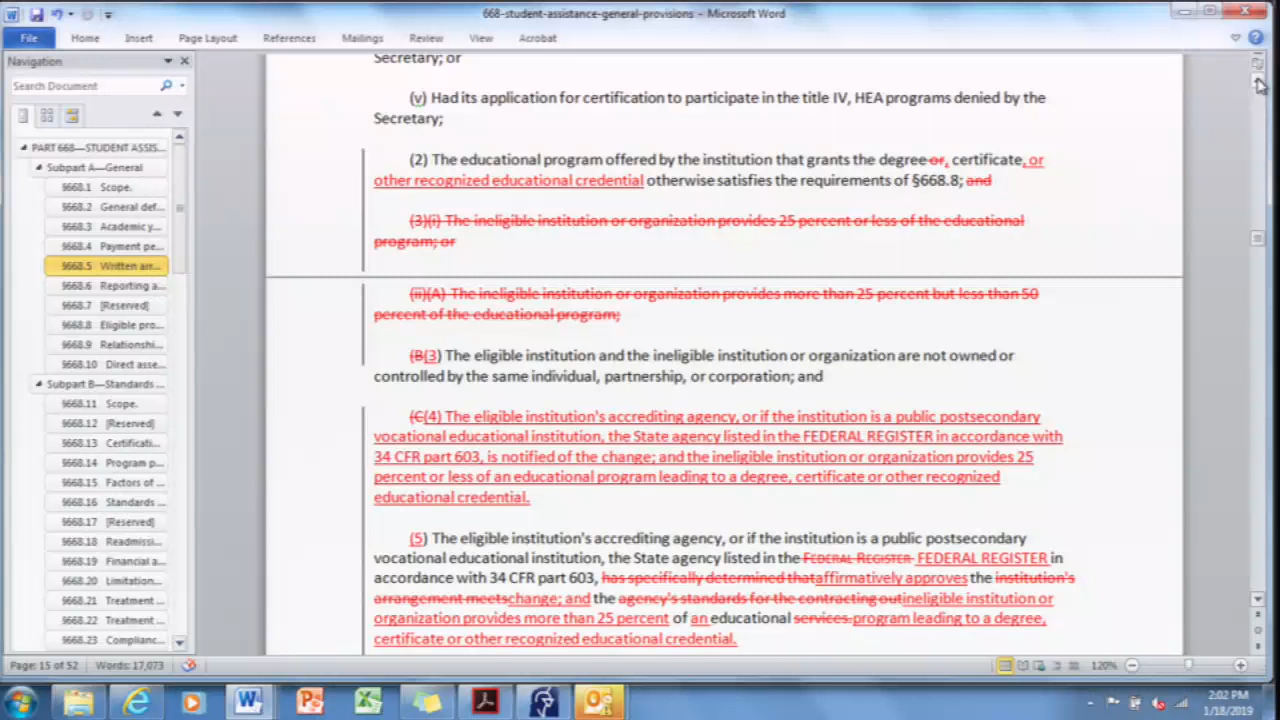 668-student-assistance-general-provisions - Microsoft Word
File Home Insert Page Layout References Mailings Review View Acrobat
Navigation
Search Document
PART 668—STUDENT ASSIS...
Subpart A—General
§668.1 Scope.
§668.2 General def...
§668.3 Academic y...
§668.4 Payment pe...
§668.5 Written arr...
§668.6 Reporting a...
§668.7 [Reserved]
§668.8 Eligible pro...
§668.9 Relationshi...
§668.10 Direct asse...
Subpart B—Standards ...
§668.11 Scope.
§668.12 [Reserved]
§668.13 Certificati...
§668.14 Program p...
§668.15 Factors of ...
§668.16 Standards ...
§668.17 [Reserved]
§668.18 Readmissi...
§668.19 Financial a...
§668.20 Limitation...
§668.21 Treatment ...
§668.22 Treatment ...
§668.23 Complianc...
Secretary; or
(v) Had its application for certification to participate in the title IV, HEA programs denied by the
Secretary;
(2) The educational program offered by the institution that grants the degree or, certificate, or
other recognized educational credential otherwise satisfies the requirements of §668.8; and
(3)(i) The ineligible institution or organization provides 25 percent or less of the educational
program; or
(ii)(A) The ineligible institution or organization provides more than 25 percent but less than 50
percent of the educational program;
(B(3) The eligible institution and the ineligible institution or organization are not owned or
controlled by the same individual, partnership, or corporation; and
(C(4) The eligible institution's accrediting agency, or if the institution is a public postsecondary
vocational educational institution, the State agency listed in the FEDERAL REGISTER in accordance with
34 CFR part 603, is notified of the change; and the ineligible institution or organization provides 25
percent or less of an educational program leading to a degree, certificate or other recognized
educational credential.
(5) The eligible institution's accrediting agency, or if the institution is a public postsecondary
vocational educational institution, the State agency listed in the FEDERAL REGISTER FEDERAL REGISTER in
accordance with 34 CFR part 603, has specifically determined thataffirmatively approves the institution's
arrangement meetschange; and the agency's standards for the contracting outineligible institution or
organization provides more than 25 percent of an educational services.program leading to a degree,
certificate or other recognized educational credential.
Page: 15 of 52 Words: 17,073 120%
2:02 PM
1/18/2019